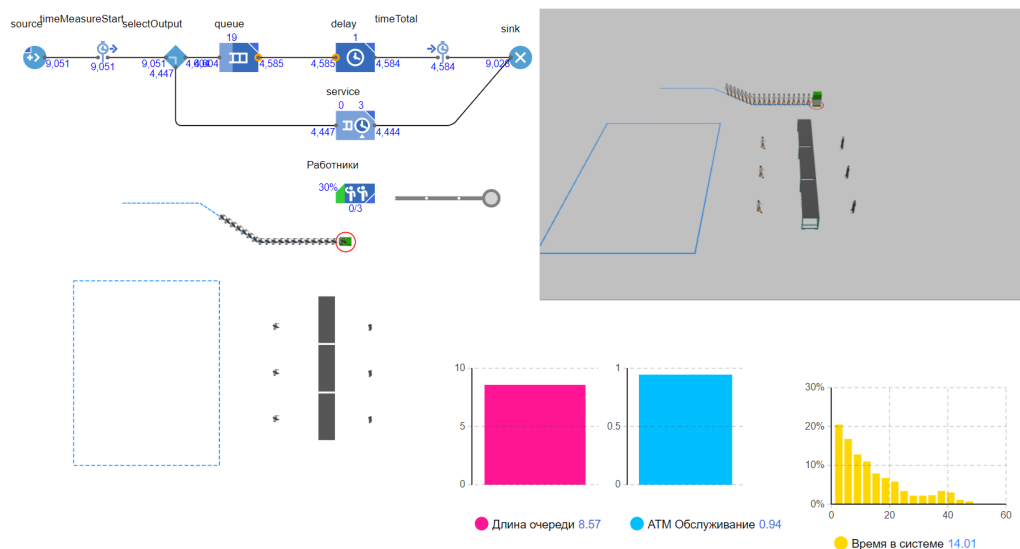 source
timeMeasureStart
selectOutput
queue
delay
timeTotal
sink
19
1
9,051
9,051
9,051
4,604
4,585
4,585
4,584
4,584
4,447
service
0 3
4,447
4,444
Работники
30%
0/3
10
5
0
1
0.5
0
30%
20%
10%
0%
0
20
40
60
Длина очереди 8.57
ATM Обслуживание 0.94
Время в системе 14.01